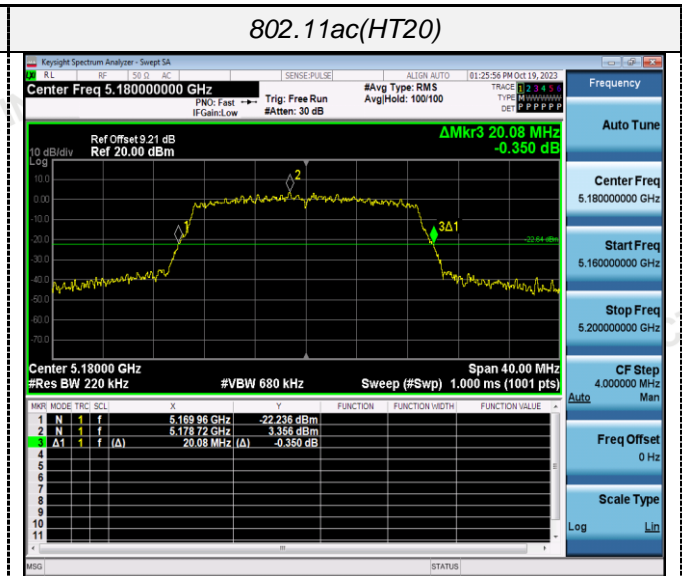 802.11ac(HT20)
Keysight Spectrum Analyzer - Swept SA
RL RF 50 Ω AC SENSE:PULSE ALIGN AUTO 01:25:56 PM Oct 19, 2023
Center Freq 5.180000000 GHz
PNO: Fast
IFGain:Low
Trig: Free Run
#Atten: 30 dB
#Avg Type: RMS
Avg|Hold: 100/100
TRACE 1 2 3 4 5 6
TYPE M WWWWW
DET P P P P P P
Frequency
Ref Offset 9.21 dB
Ref 20.00 dBm
10 dB/div
Log
ΔMkr3 20.08 MHz
-0.350 dB
10.0
0.00
-10.0
-20.0
-30.0
-40.0
-50.0
-60.0
-70.0
1
2
3Δ1
-22.64 dBm
Center 5.18000 GHz
#Res BW 220 kHz
#VBW 680 kHz
Span 40.00 MHz
Sweep (#Swp) 1.000 ms (1001 pts)
MKR MODE TRC SCL X Y FUNCTION FUNCTION WIDTH FUNCTION VALUE
1 N 1 f 5.169 96 GHz -22.236 dBm
2 N 1 f 5.178 72 GHz 3.356 dBm
3 Δ1 1 f (Δ) 20.08 MHz (Δ) -0.350 dB
4
5
6
7
8
9
10
11
MSG STATUS
Auto Tune
Center Freq
5.180000000 GHz
Start Freq
5.160000000 GHz
Stop Freq
5.200000000 GHz
CF Step
4.000000 MHz
Auto Man
Freq Offset
0 Hz
Scale Type
Log Lin